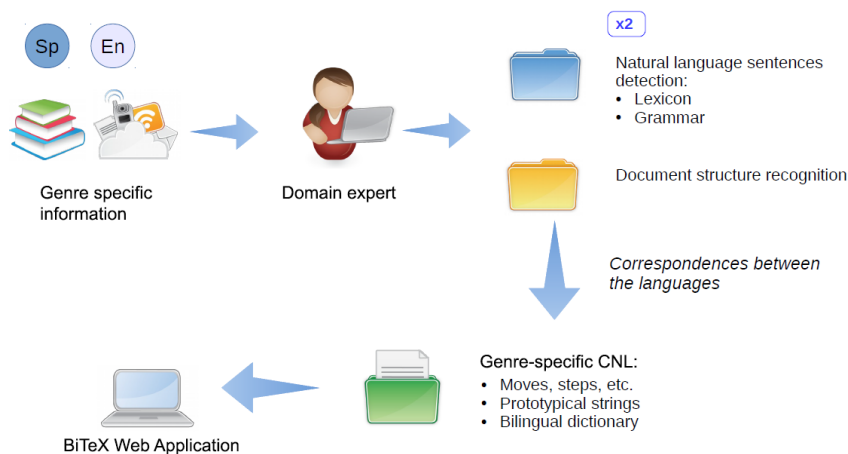 Sp En
x2
Natural language sentences
detection:
• Lexicon
• Grammar
Genre specific
information
Domain expert
Document structure recognition
Correspondences between
the languages
Genre-specific CNL:
• Moves, steps, etc.
• Prototypical strings
• Bilingual dictionary
BiTeX Web Application